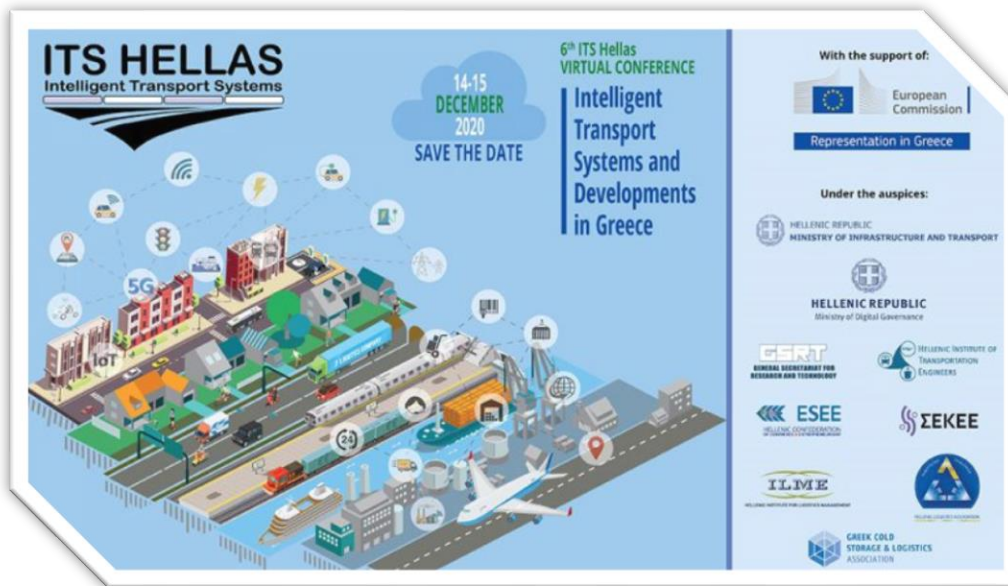 ITS HELLAS
Intelligent Transport Systems
14-15
DECEMBER
2020
SAVE THE DATE
6th ITS Hellas
VIRTUAL CONFERENCE
Intelligent
Transport
Systems and
Developments
in Greece
5G
IoT
24
With the support of:
European
Commission
Representation in Greece
Under the auspices:
HELLENIC REPUBLIC
MINISTRY OF INFRASTRUCTURE AND TRANSPORT
HELLENIC REPUBLIC
Ministry of Digital Governance
GSRT
GENERAL SECRETARIAT FOR
RESEARCH AND TECHNOLOGY
HELLENIC INSTITUTE OF
TRANSPORTATION
ENGINEERS
ESEE
HELLENIC CONFEDERATION
ΣΕΚΕΕ
ILME
HELLENIC INSTITUTE FOR LOGISTICS MANAGEMENT
GREEK COLD
STORAGE & LOGISTICS
ASSOCIATION